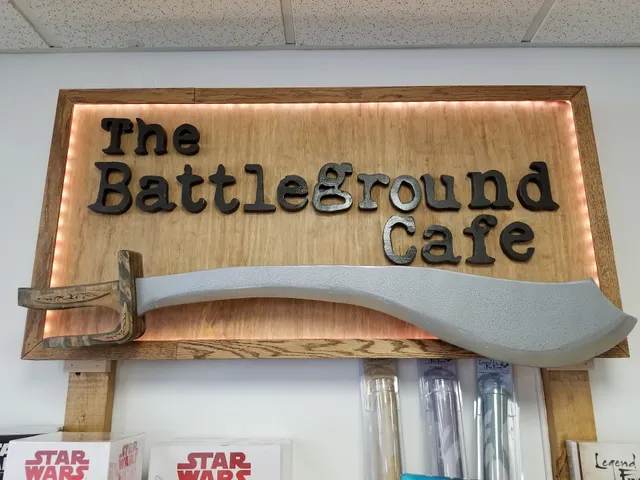 The
Battleground
Cafe
STAR
WARS
STAR
WARS
Legend